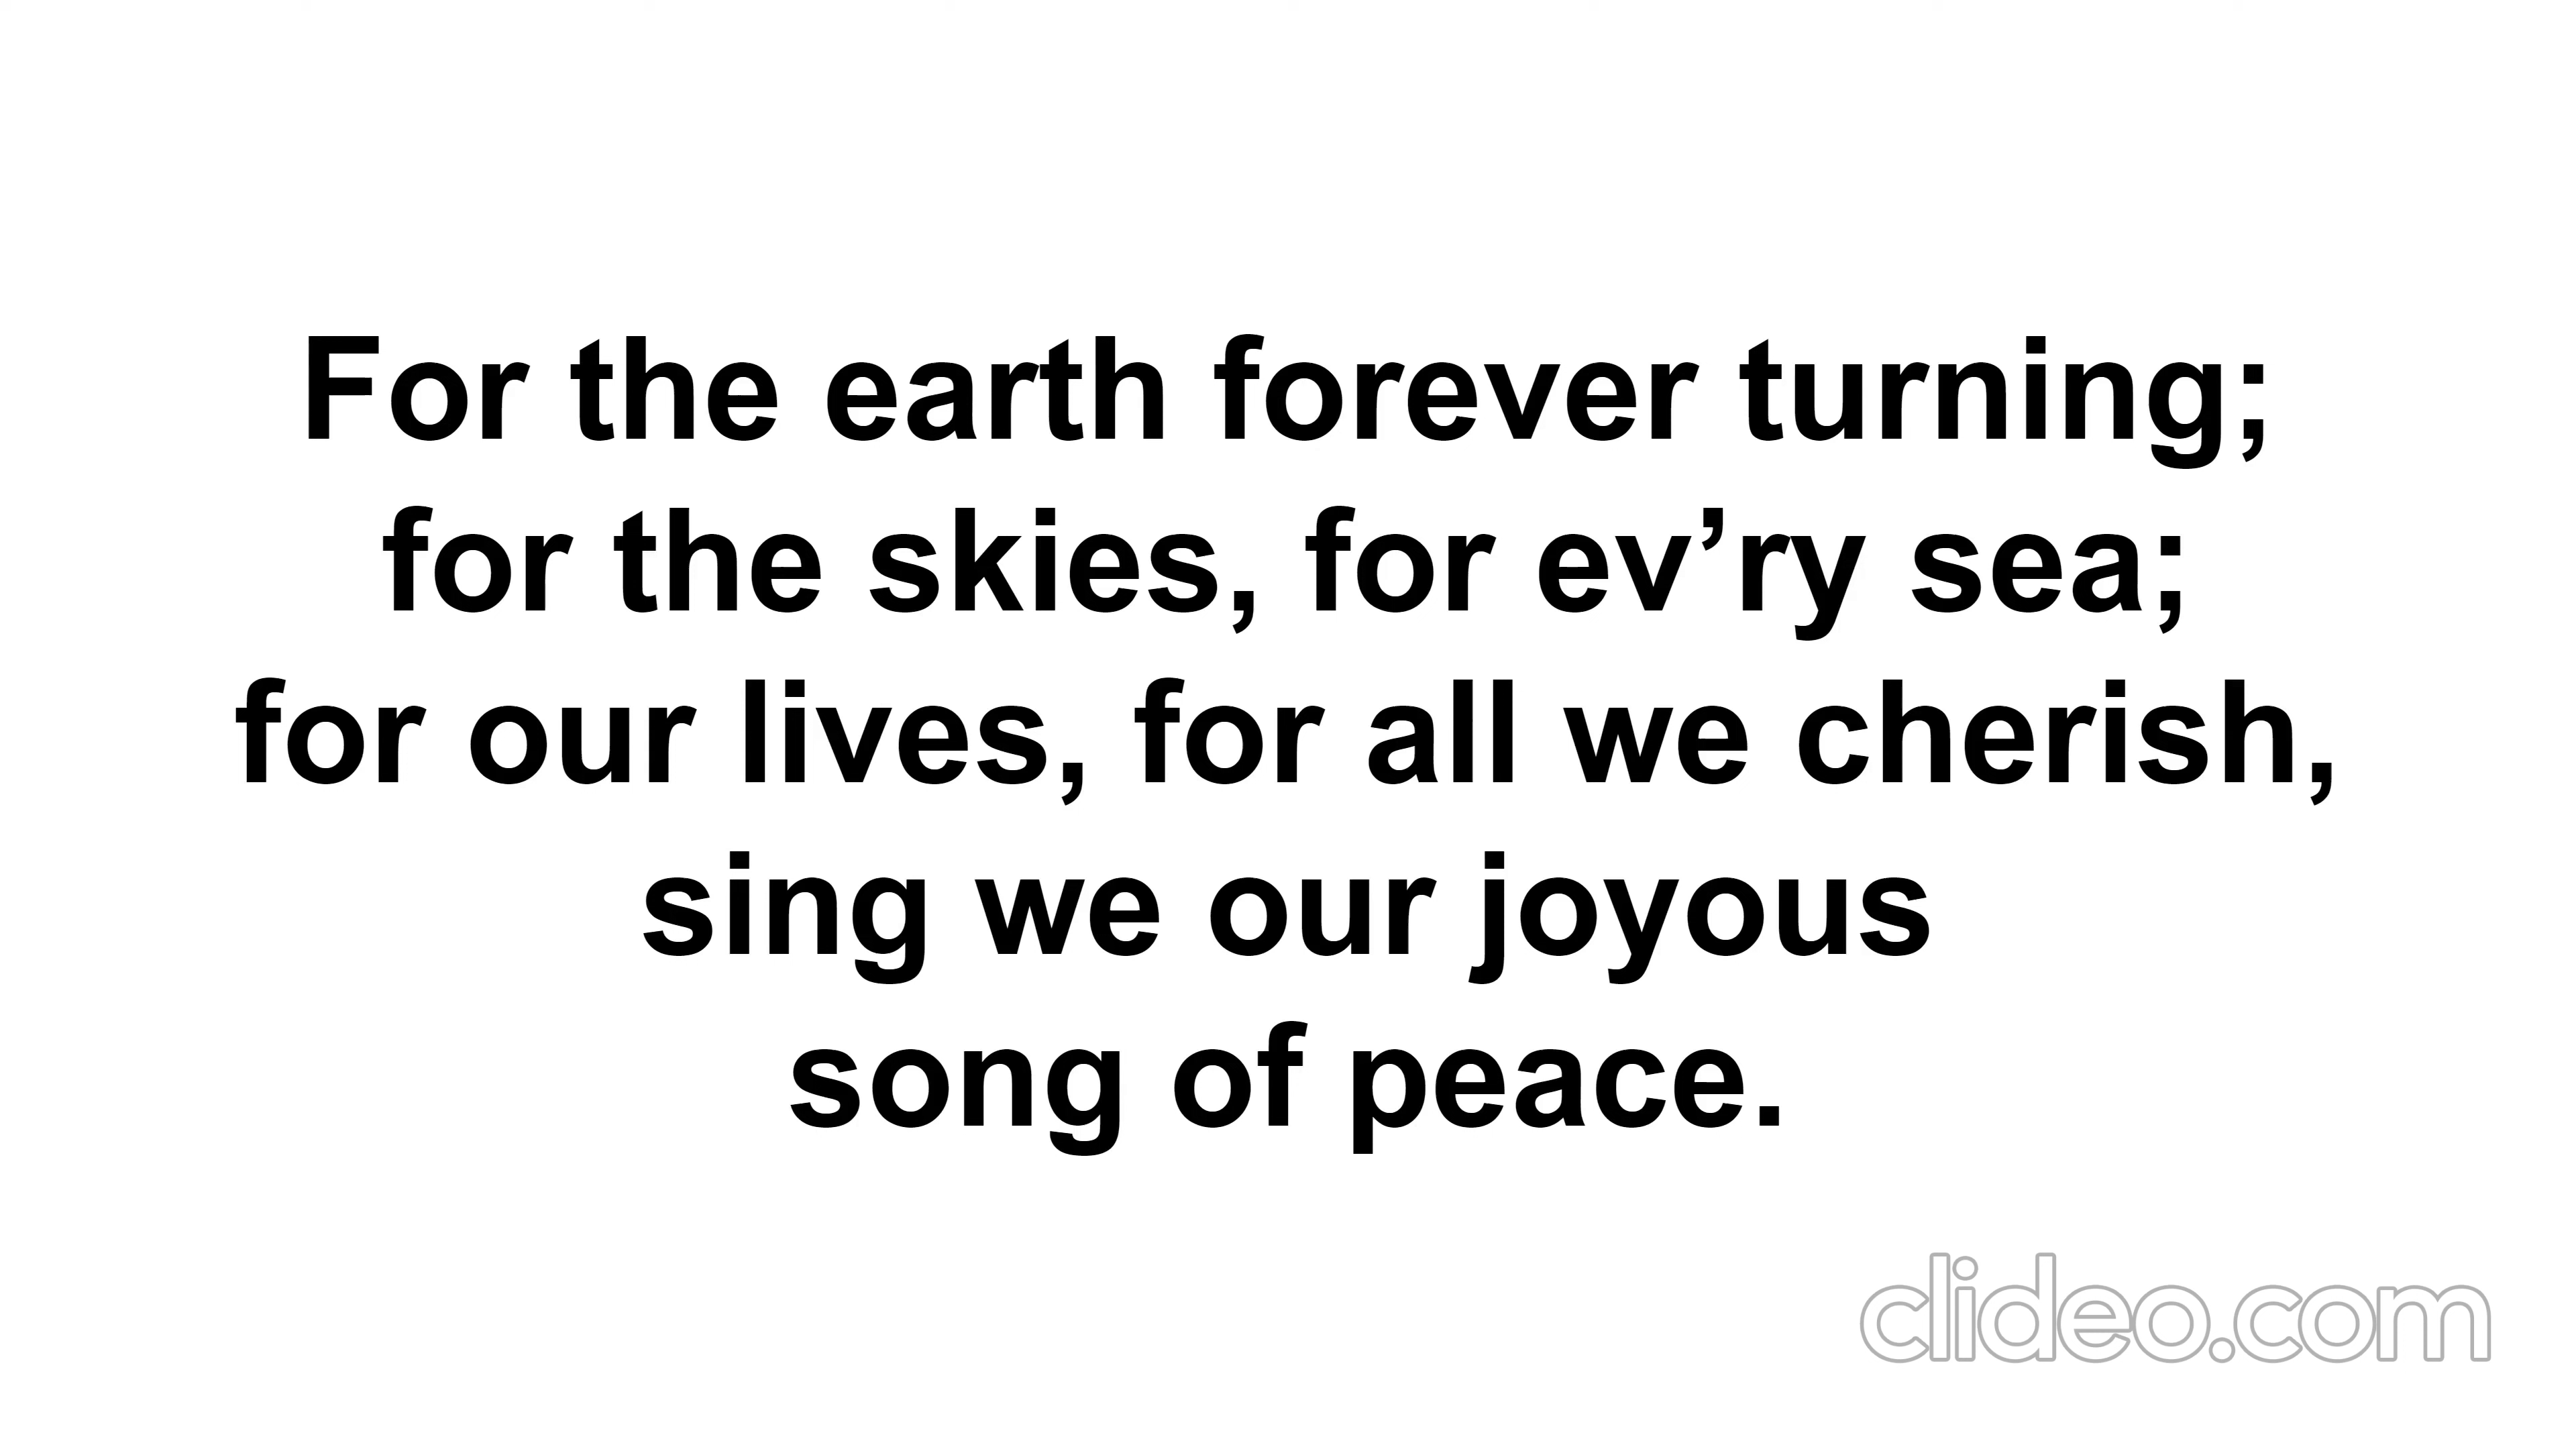 For the earth forever turning;
for the skies, for ev’ry sea;
for our lives, for all we cherish,
sing we our joyous
song of peace.
clideo.com